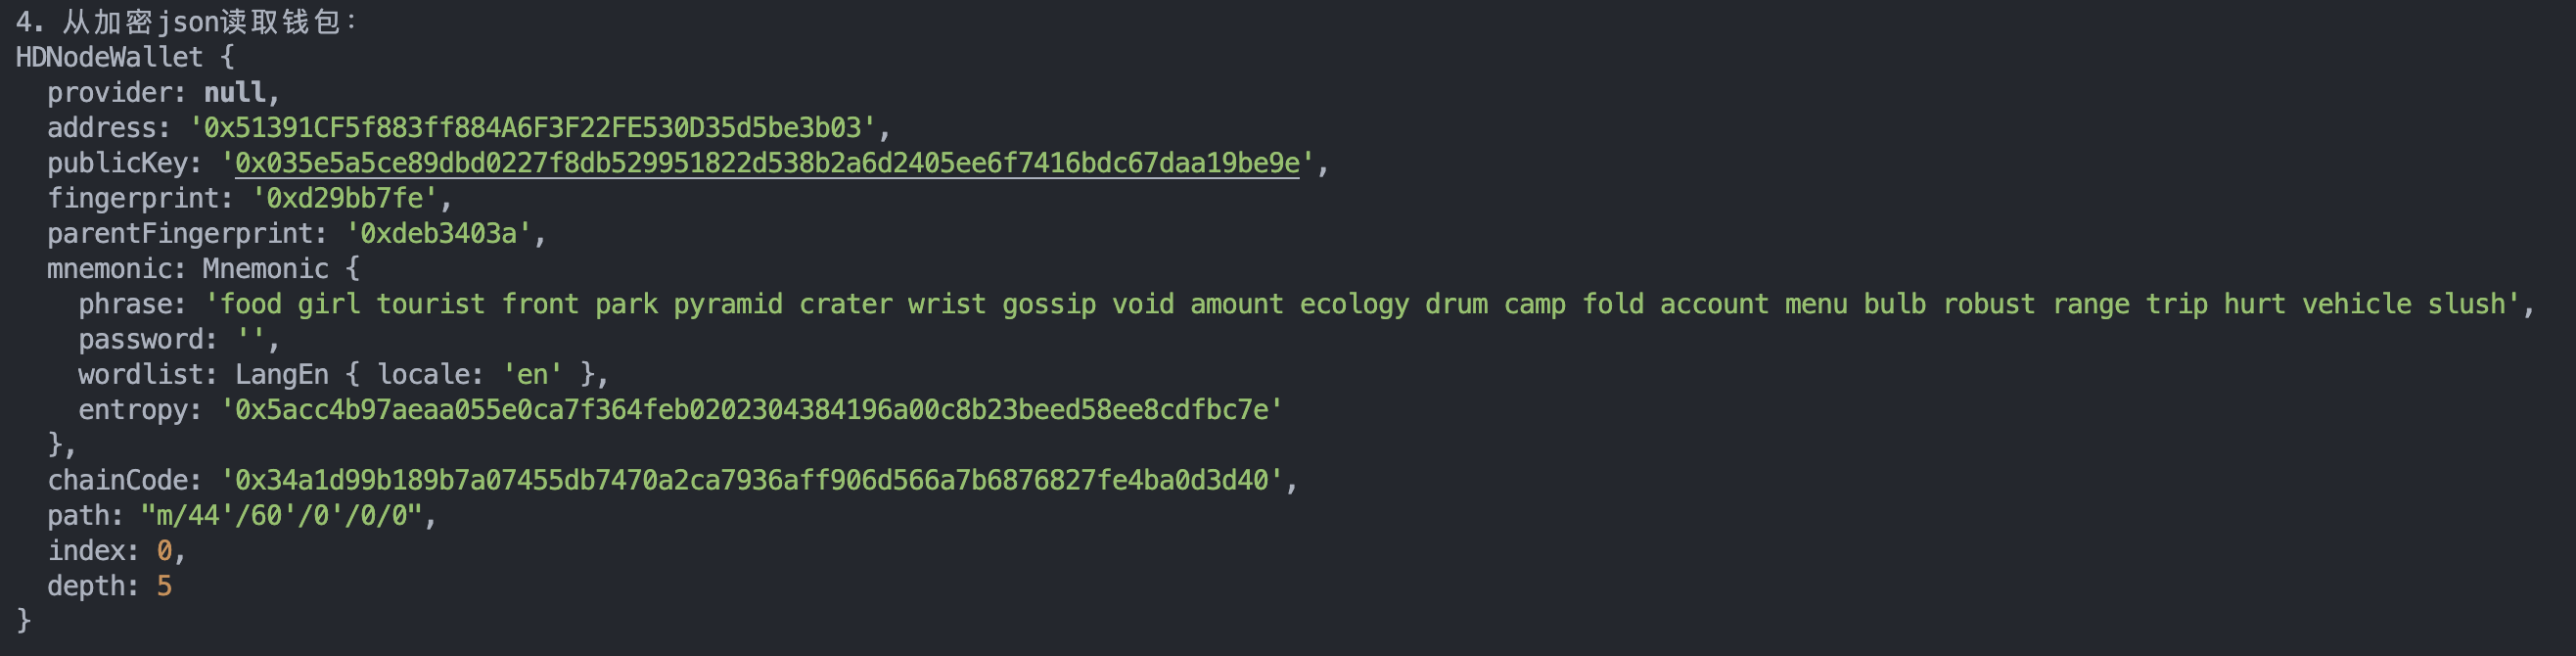 4. 从加密json读取钱包：
HDNodeWallet {
  provider: null,
  address: '0x51391CF5f883ff884A6F3F22FE530D35d5be3b03',
  publicKey: '0x035e5a5ce89dbd0227f8db529951822d538b2a6d2405ee6f7416bdc67daa19be9e',
  fingerprint: '0xd29bb7fe',
  parentFingerprint: '0xdeb3403a',
  mnemonic: Mnemonic {
    phrase: 'food girl tourist front park pyramid crater wrist gossip void amount ecology drum camp fold account menu bulb robust range trip hurt vehicle slush',
    password: '',
    wordlist: LangEn { locale: 'en' },
    entropy: '0x5acc4b97aeaa055e0ca7f364feb0202304384196a00c8b23beed58ee8cdfbc7e'
  },
  chainCode: '0x34a1d99b189b7a07455db7470a2ca7936aff906d566a7b6876827fe4ba0d3d40',
  path: "m/44'/60'/0'/0/0",
  index: 0,
  depth: 5
}